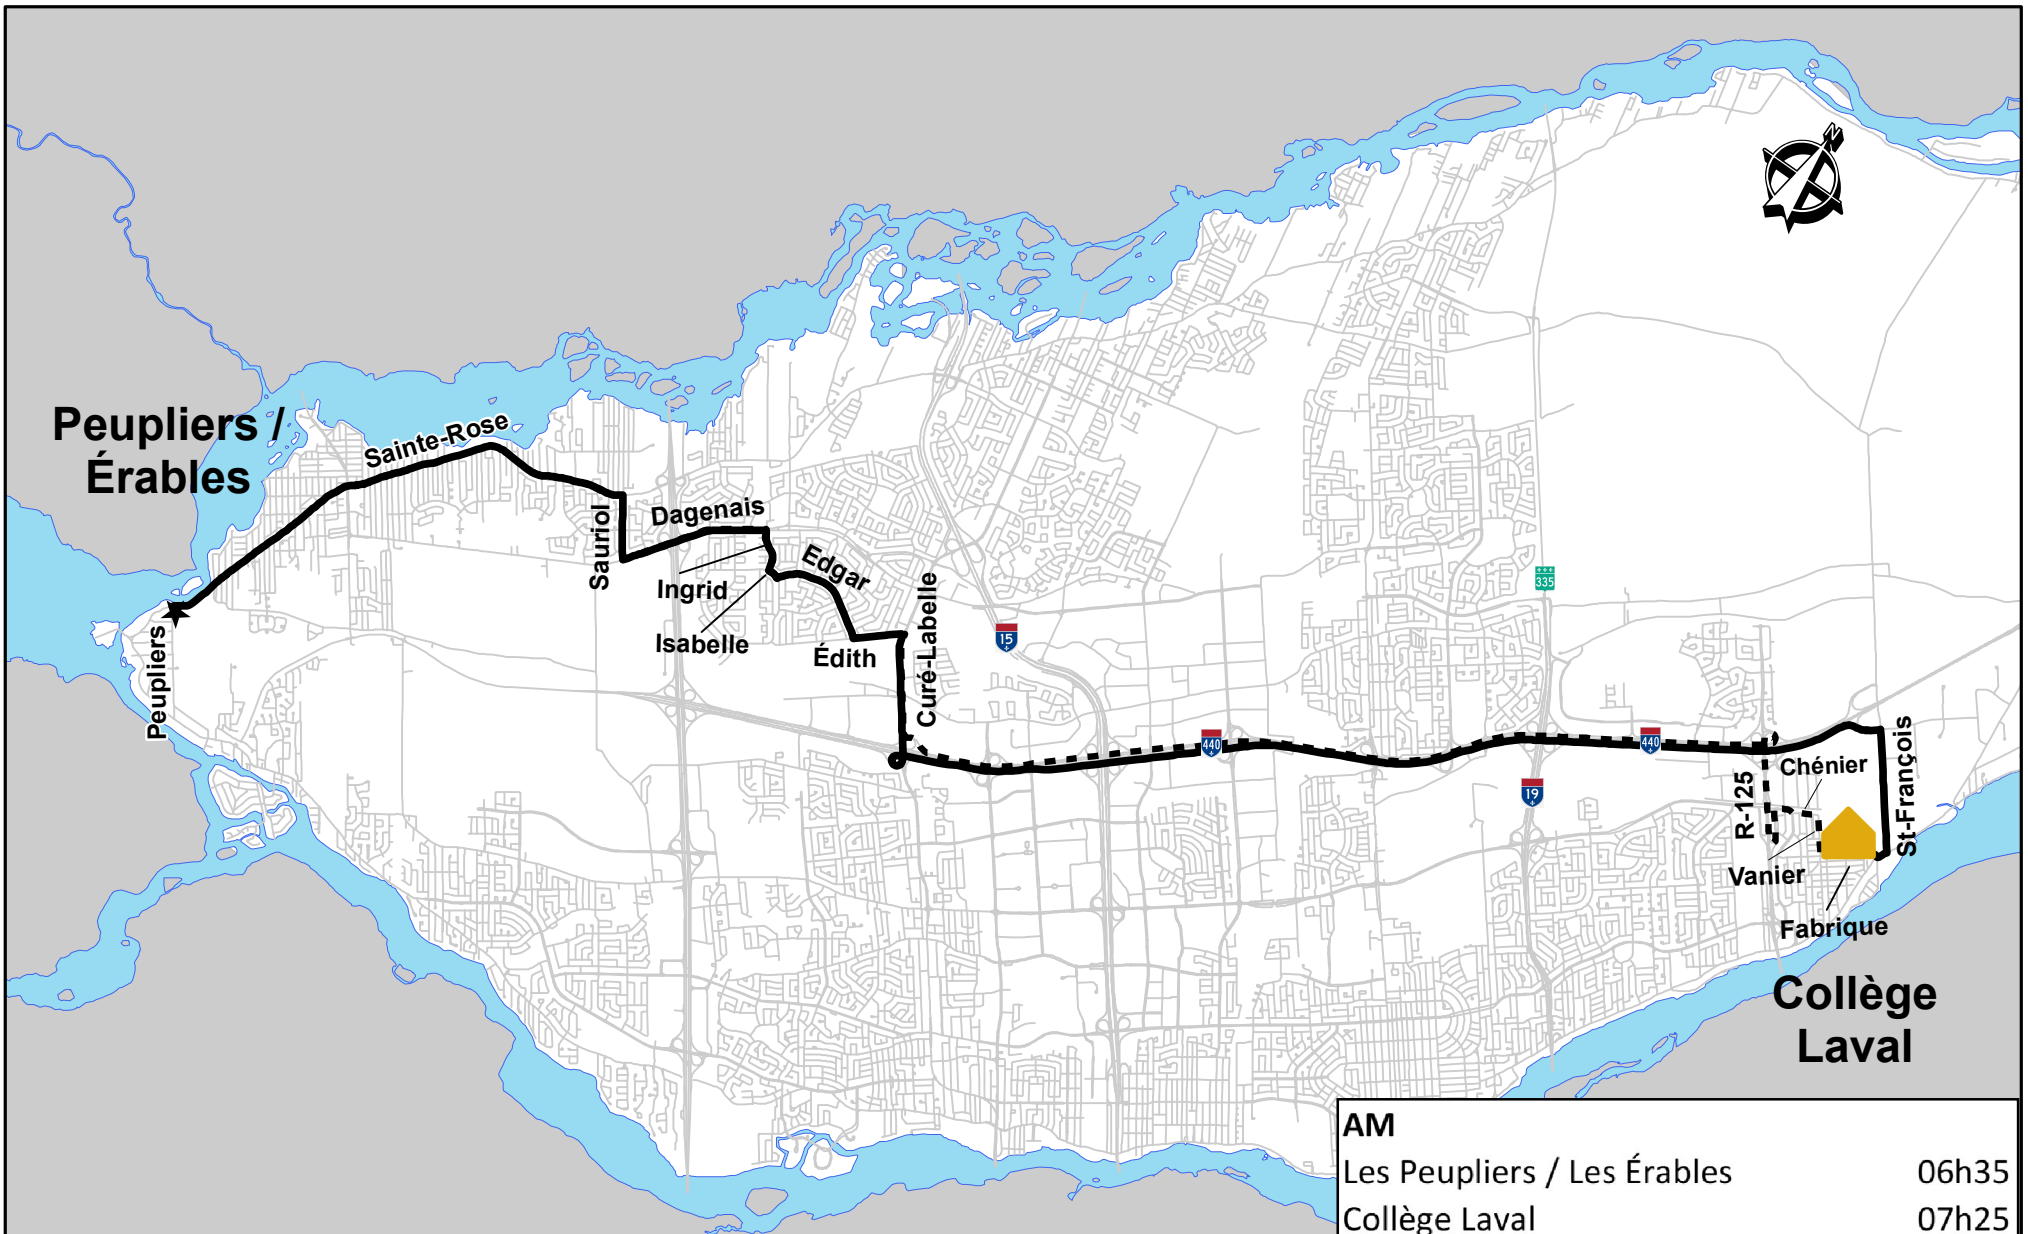 N
Peupliers /
Érables
Sainte-Rose
Sauriol
Dagenais
Ingrid
Isabelle
Edgar
Édith
Curé-Labelle
Peupliers
15
335
440
440
19
R-125
Chénier
St-François
Vanier
Fabrique
Collège
Laval
AM
Les Peupliers / Les Érables 06h35
Collège Laval 07h25